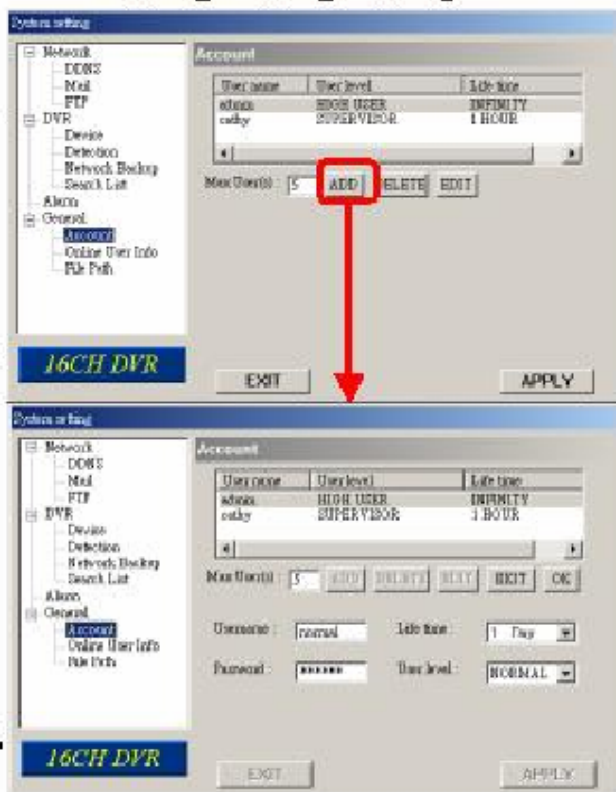 System setting
Network
DDNS
Mail
FTP
DVR
Device
Detection
Network Backup
Search List
Alarm
General
Account
Online User Info
File Path
16CH DVR
Account
User name User level Life time
admin HIGH USER INFINITY
cathy SUPERVISOR 1 HOUR
Max User(s) : 5 ADD DELETE EDIT
EXIT APPLY
System setting
Network
DDNS
Mail
FTP
DVR
Device
Detection
Network Backup
Search List
Alarm
General
Account
Online User Info
File Path
16CH DVR
Account
User name User level Life time
admin HIGH USER INFINITY
cathy SUPERVISOR 1 HOUR
Max User(s) : 5 ADD DELETE EDIT EXIT OK
Username : normal Life time : 1 Day
Password : ****** User level : NORMAL
EXIT APPLY